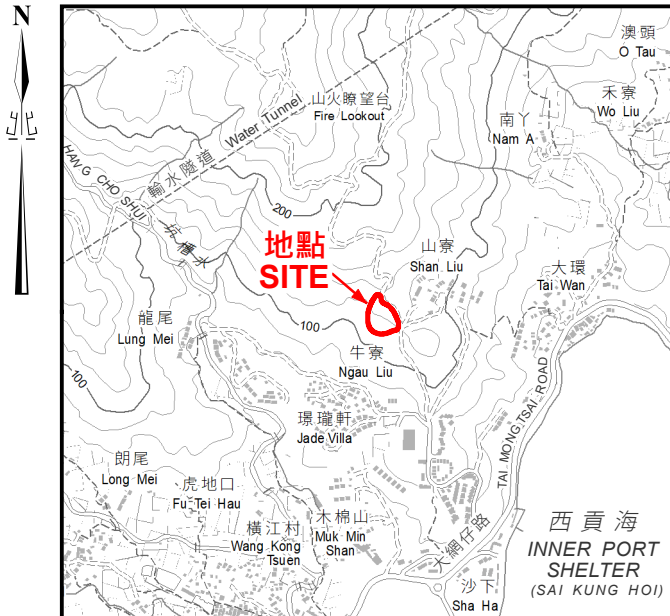 N
澳頭
O Tau
禾寮
Wo Liu
山火瞭望台
Fire Lookout
南丫
Nam A
輸水隧道 Water Tunnel
HANG CHO SHUI
坑槽水
200
地點
SITE
山寮
Shan Liu
大環
Tai Wan
龍尾
Lung Mei
100
牛寮
Ngau Liu
100
璟瓏軒
Jade Villa
TAI MONG TSAI ROAD
大網仔路
朗尾
Long Mei
虎地口
Fu Tei Hau
橫江村
Wang Kong
Tsuen
木棉山
Muk Min
Shan
西貢海
INNER PORT
SHELTER
(SAI KUNG HOI)
沙下
Sha Ha